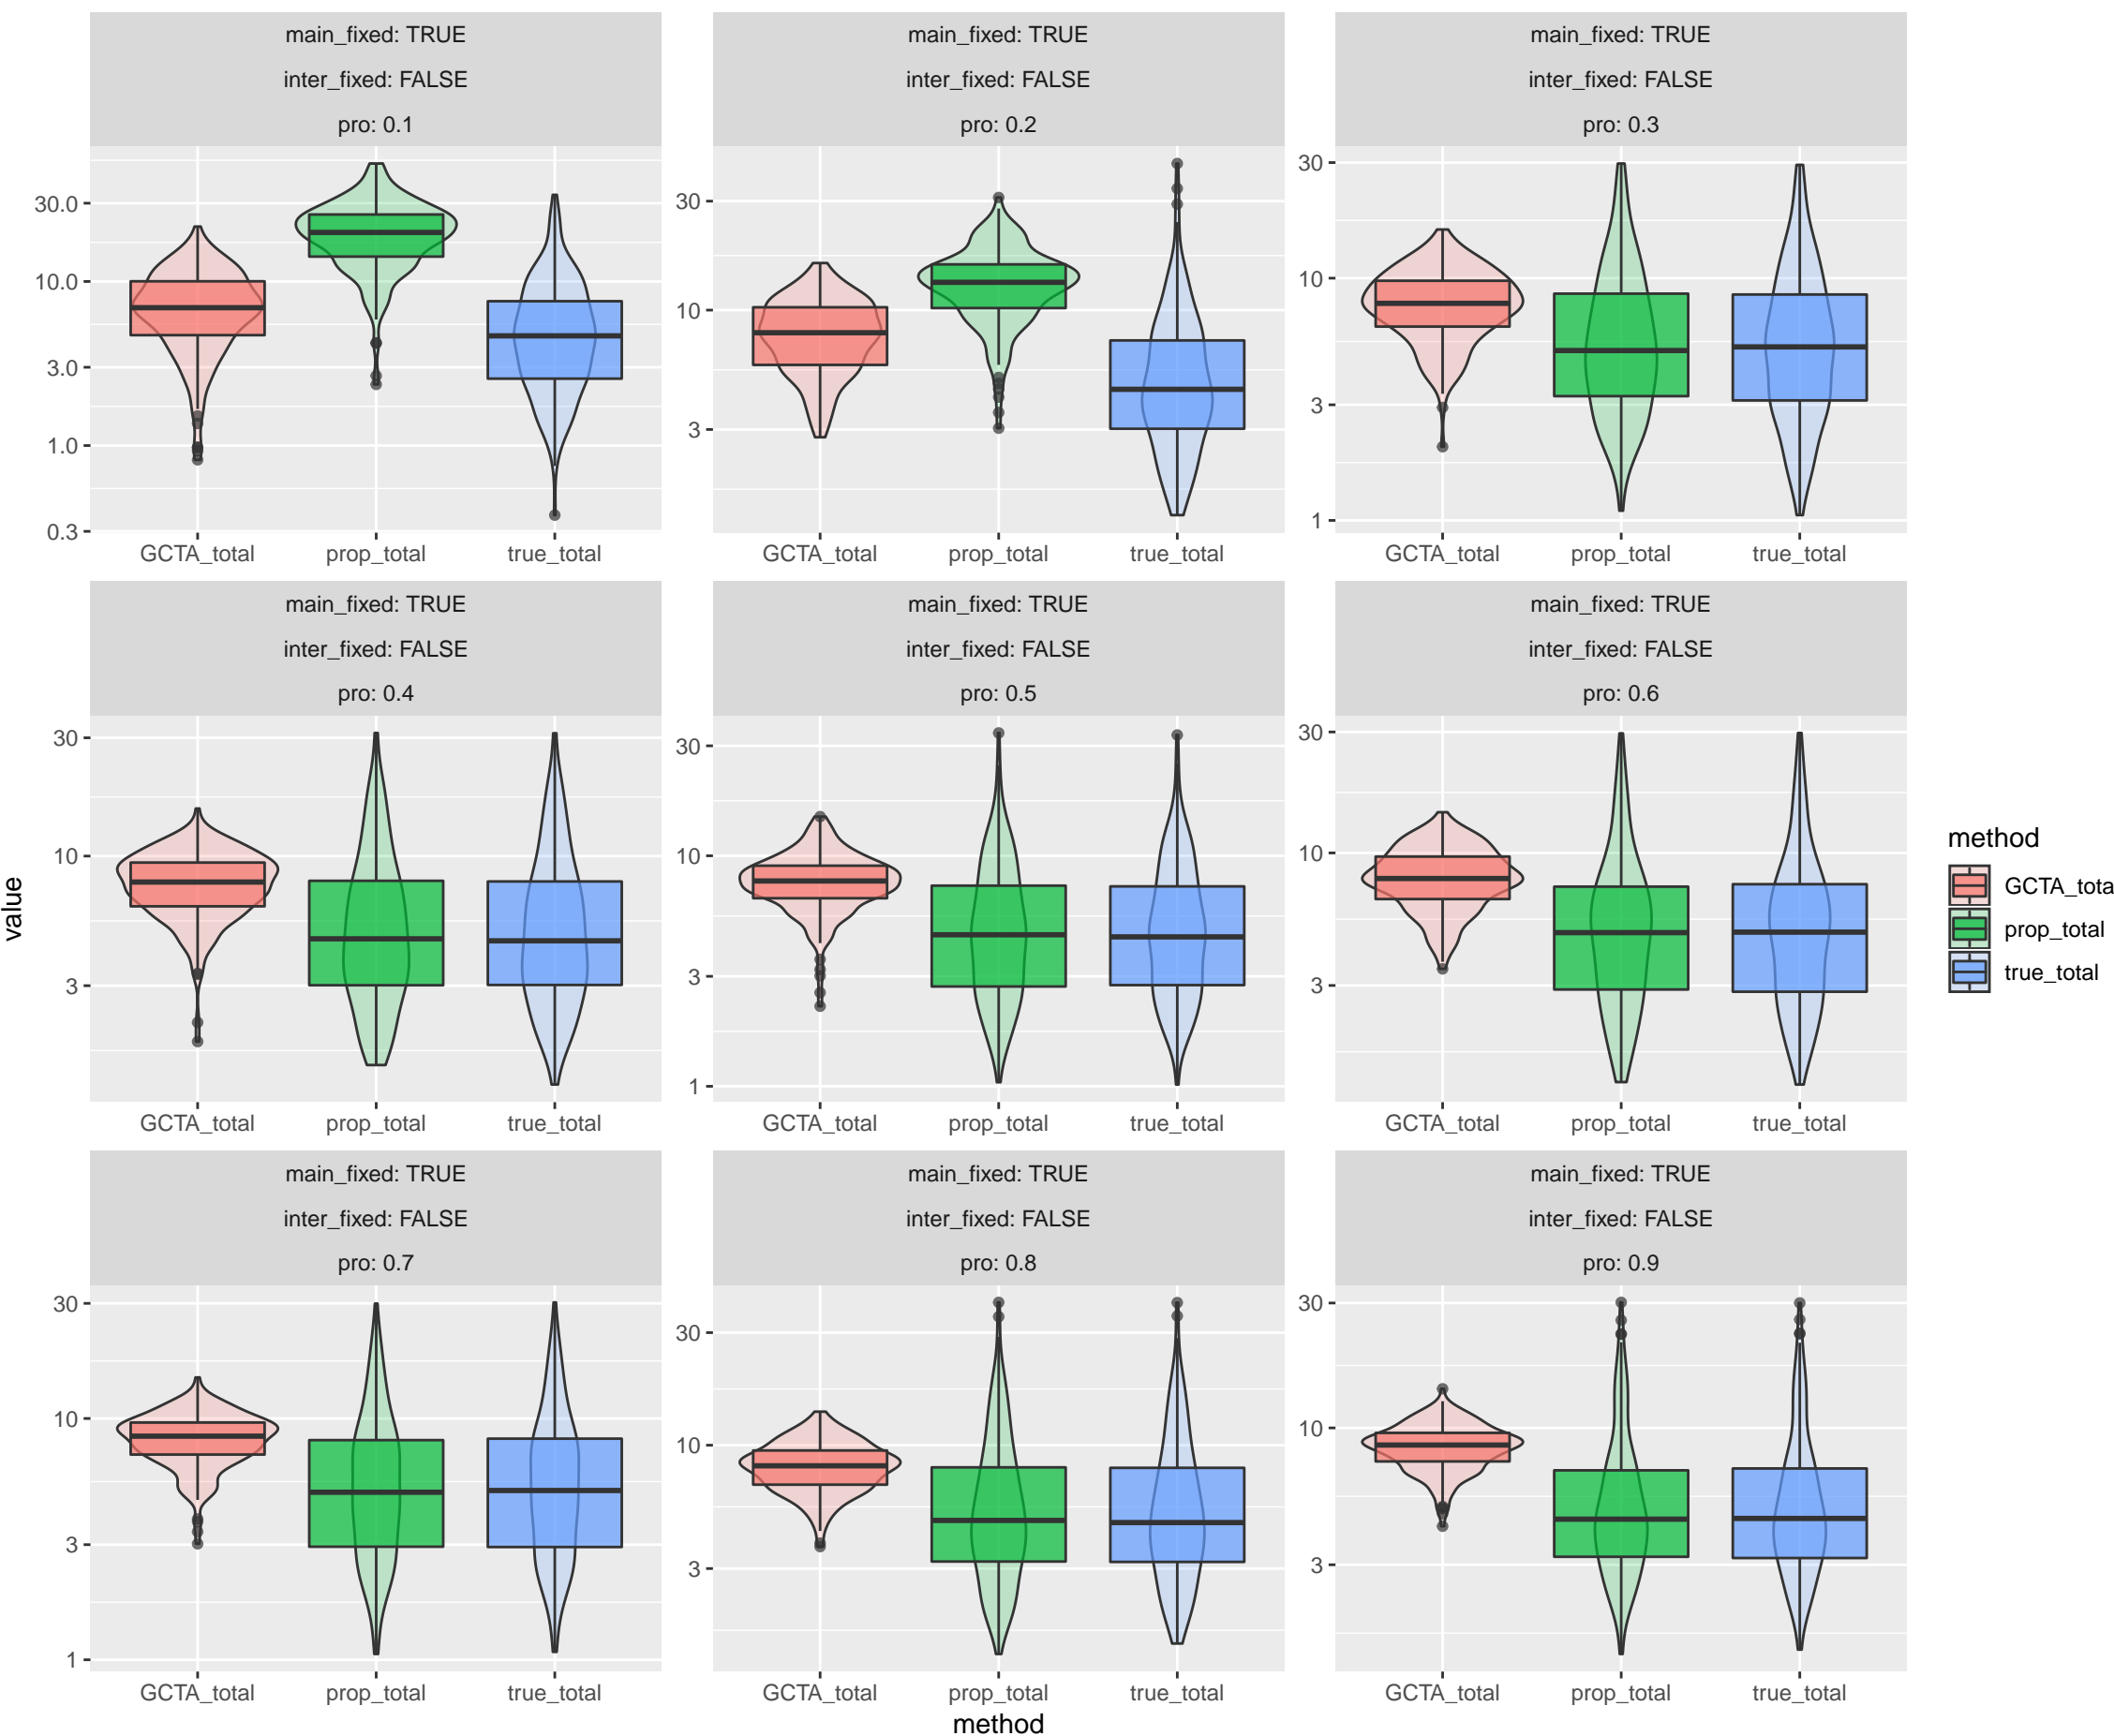 main_fixed: TRUE
inter_fixed: FALSE
pro: 0.1
main_fixed: TRUE
inter_fixed: FALSE
pro: 0.2
main_fixed: TRUE
inter_fixed: FALSE
pro: 0.3
30.0
10.0
3.0
1.0
0.3
GCTA_total prop_total true_total
30
10
3
GCTA_total prop_total true_total
30
10
3
1
GCTA_total prop_total true_total
main_fixed: TRUE
inter_fixed: FALSE
pro: 0.4
main_fixed: TRUE
inter_fixed: FALSE
pro: 0.5
main_fixed: TRUE
inter_fixed: FALSE
pro: 0.6
30
10
3
GCTA_total prop_total true_total
30
10
3
1
GCTA_total prop_total true_total
30
10
3
GCTA_total prop_total true_total
main_fixed: TRUE
inter_fixed: FALSE
pro: 0.7
main_fixed: TRUE
inter_fixed: FALSE
pro: 0.8
main_fixed: TRUE
inter_fixed: FALSE
pro: 0.9
30
10
3
1
GCTA_total prop_total true_total
30
10
3
GCTA_total prop_total true_total
30
10
3
GCTA_total prop_total true_total
value
method
method
GCTA_tota
prop_total
true_total